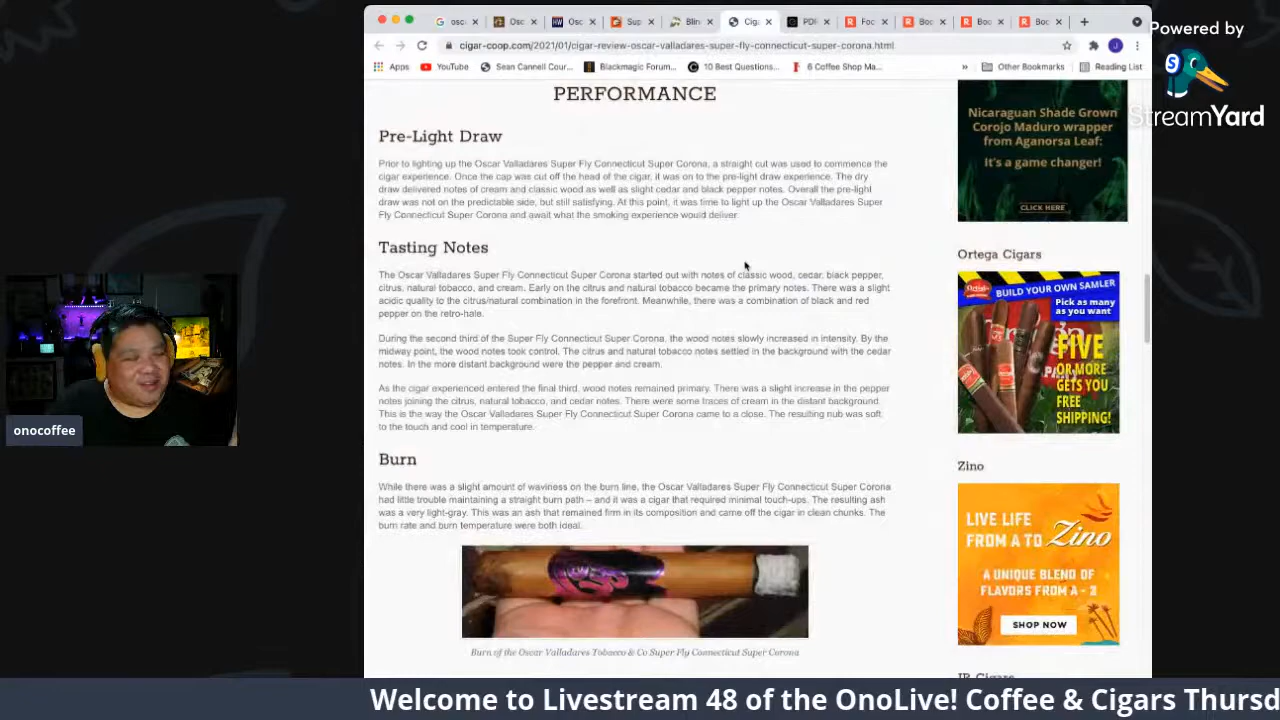 osca
Osc
Osc
Sup
Blin
Ciga
PDF
Foc
Boo
Boo
Boo
cigar-coop.com/2021/01/cigar-review-oscar-valladares-super-fly-connecticut-super-corona.html
J
Apps
YouTube
Sean Cannell Cour...
Blackmagic Forum...
10 Best Questions...
6 Coffee Shop Ma...
»
Other Bookmarks
Reading List
Powered by
StreamYard
PERFORMANCE
Pre-Light Draw
Prior to lighting up the Oscar Valladares Super Fly Connecticut Super Corona, a straight cut was used to commence the
cigar experience. Once the cap was cut off the head of the cigar, it was on to the pre-light draw experience. The dry
draw delivered notes of cream and classic wood as well as slight cedar and black pepper notes. Overall the pre-light
draw was not on the predictable side, but still satisfying. At this point, it was time to light up the Oscar Valladares Super
Fly Connecticut Super Corona and await what the smoking experience would deliver.
Tasting Notes
The Oscar Valladares Super Fly Connecticut Super Corona started out with notes of classic wood, cedar, black pepper,
citrus, natural tobacco, and cream. Early on the citrus and natural tobacco became the primary notes. There was a slight
acidic quality to the citrus/natural combination in the forefront. Meanwhile, there was a combination of black and red
pepper on the retro-hale.
During the second third of the Super Fly Connecticut Super Corona, the wood notes slowly increased in intensity. By the
midway point, the wood notes took control. The citrus and natural tobacco notes settled in the background with the cedar
notes. In the more distant background were the pepper and cream.
As the cigar experienced entered the final third, wood notes remained primary. There was a slight increase in the pepper
notes joining the citrus, natural tobacco, and cedar notes. There were some traces of cream in the distant background.
This is the way the Oscar Valladares Super Fly Connecticut Super Corona came to a close. The resulting nub was soft
to the touch and cool in temperature.
Burn
While there was a slight amount of waviness on the burn line, the Oscar Valladares Super Fly Connecticut Super Corona
had little trouble maintaining a straight burn path – and it was a cigar that required minimal touch-ups. The resulting ash
was a very light-gray. This was an ash that remained firm in its composition and came off the cigar in clean chunks. The
burn rate and burn temperature were both ideal.
Burn of the Oscar Valladares Tobacco & Co Super Fly Connecticut Super Corona
Nicaraguan Shade Grown
Corojo Maduro wrapper
from Aganorsa Leaf:
It's a game changer!
CLICK HERE
Ortega Cigars
BUILD YOUR OWN SAMLER
Pick as many
as you want
FIVE
OR MORE
GETS YOU
FREE
SHIPPING!
Zino
LIVE LIFE
FROM A TO Zino
A UNIQUE BLEND OF
FLAVORS FROM A - Z
SHOP NOW
JR Cigars
onocoffee
Welcome to Livestream 48 of the OnoLive! Coffee & Cigars Thursd